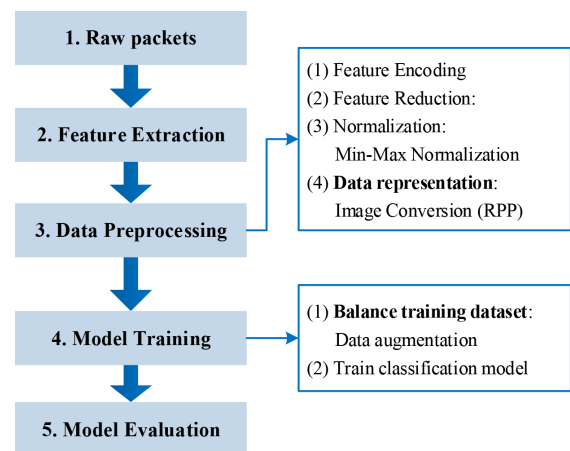 1. Raw packets
2. Feature Extraction
3. Data Preprocessing
(1) Feature Encoding
(2) Feature Reduction:
(3) Normalization:
Min-Max Normalization
(4) Data representation:
Image Conversion (RPP)
4. Model Training
(1) Balance training dataset:
Data augmentation
(2) Train classification model
5. Model Evaluation